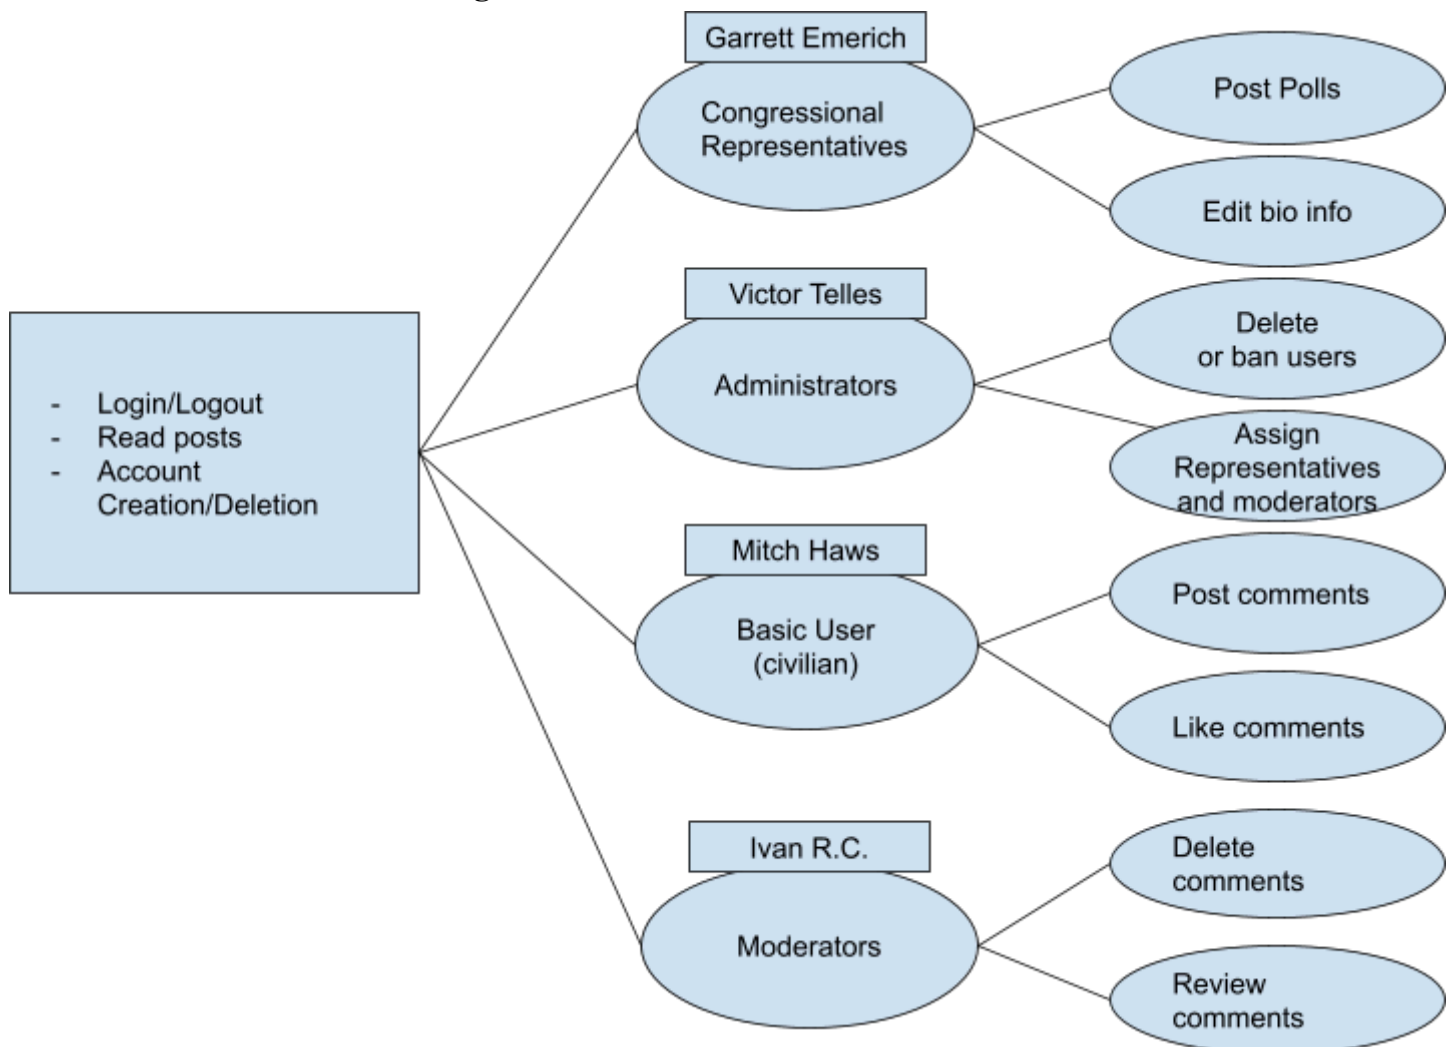 Garrett Emerich
Congressional
Representatives
Post Polls
Edit bio info
Victor Telles
Administrators
Delete
or ban users
Assign
Representatives
and moderators
- Login/Logout
- Read posts
- Account
Creation/Deletion
Mitch Haws
Basic User
(civilian)
Post comments
Like comments
Ivan R.C.
Moderators
Delete
comments
Review
comments